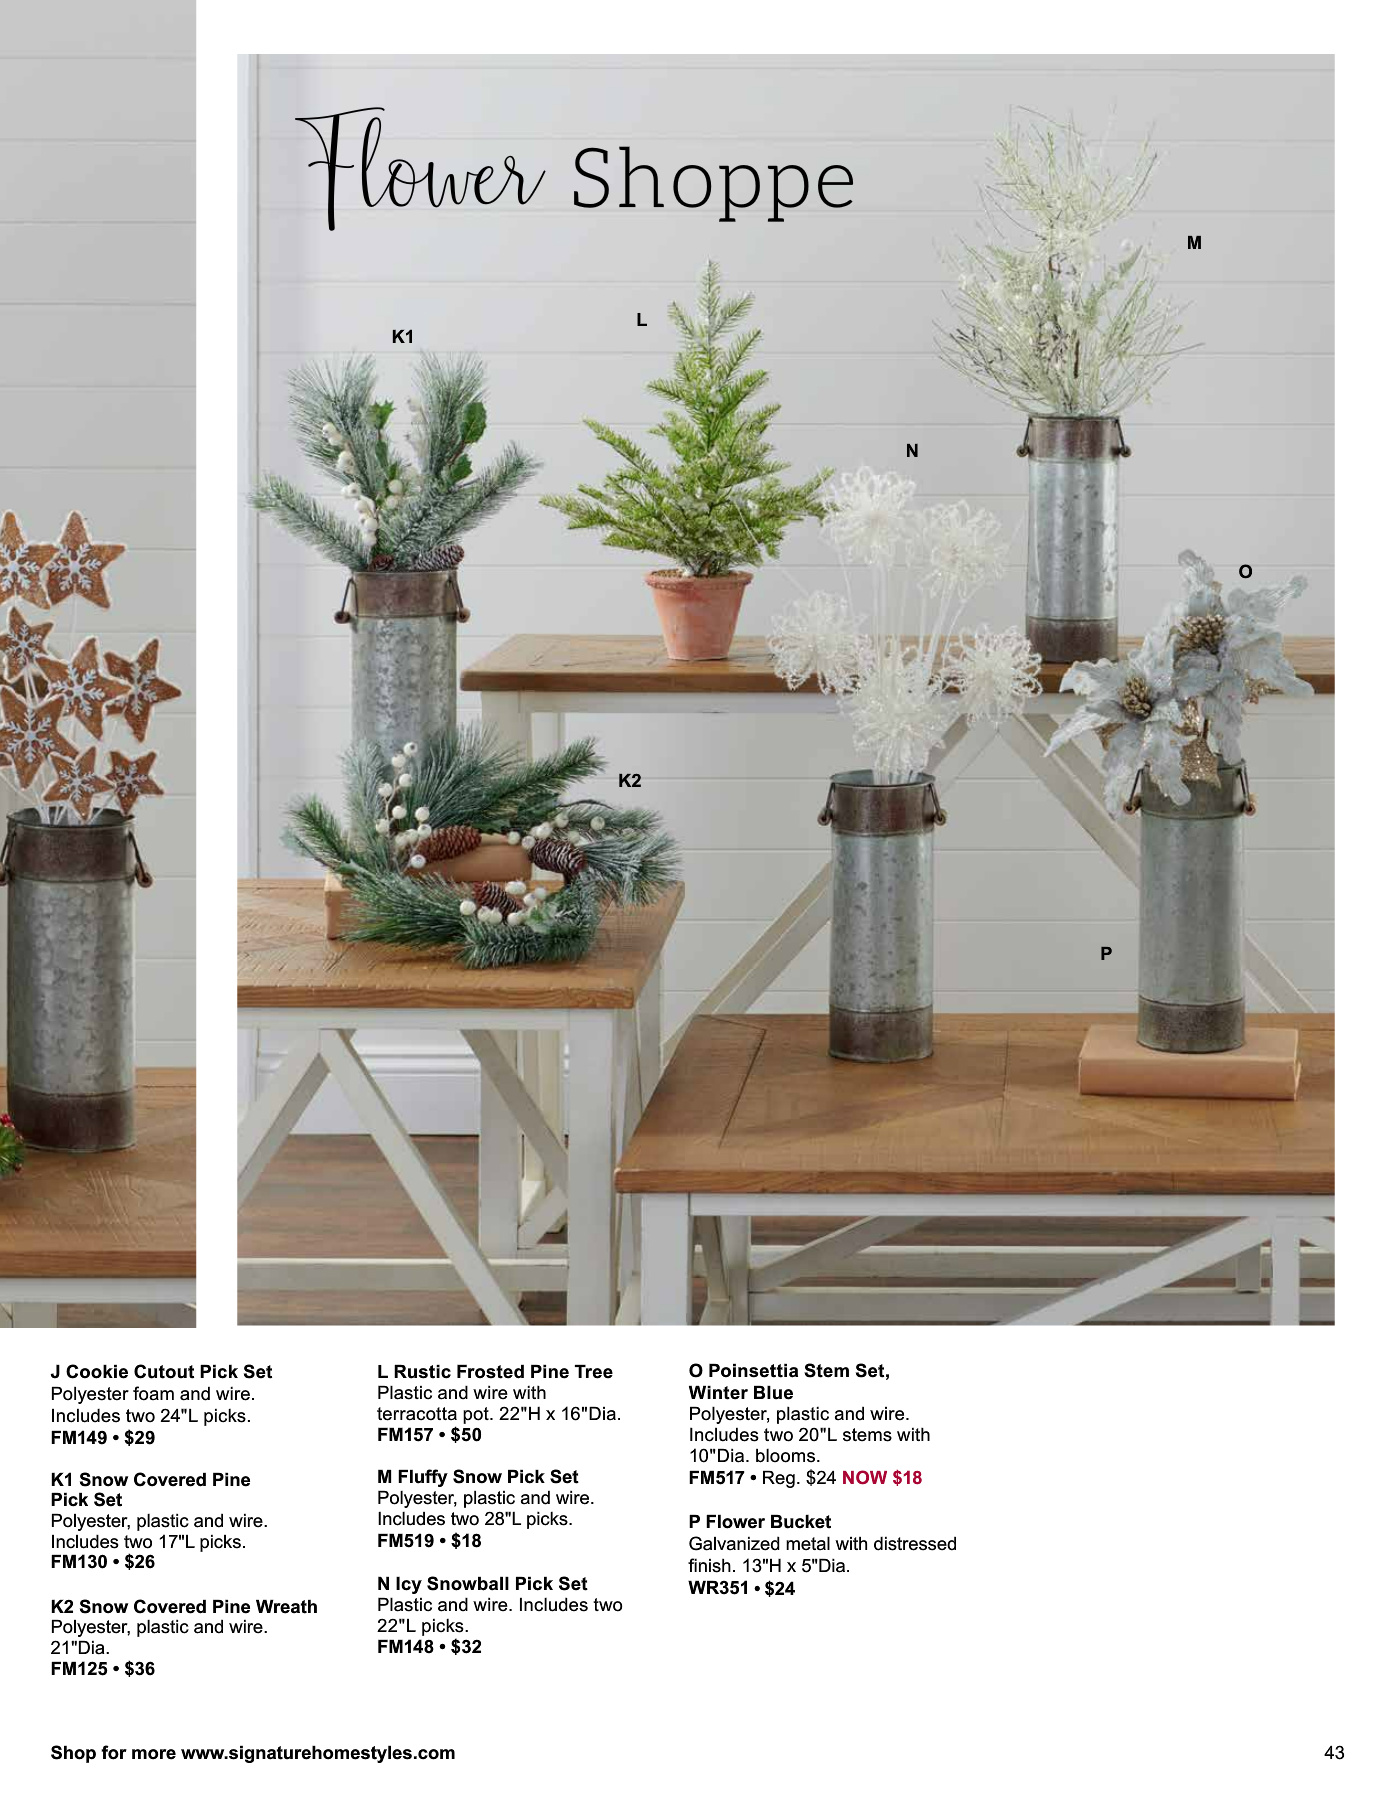 Flower Shoppe
M
L
K1
N
O
K2
P
J Cookie Cutout Pick Set
Polyester foam and wire.
Includes two 24"L picks.
FM149 • $29
K1 Snow Covered Pine
Pick Set
Polyester, plastic and wire.
Includes two 17"L picks.
FM130 • $26
K2 Snow Covered Pine Wreath
Polyester, plastic and wire.
21"Dia.
FM125 • $36
L Rustic Frosted Pine Tree
Plastic and wire with
terracotta pot. 22"H x 16"Dia.
FM157 • $50
M Fluffy Snow Pick Set
Polyester, plastic and wire.
Includes two 28"L picks.
FM519 • $18
N Icy Snowball Pick Set
Plastic and wire. Includes two
22"L picks.
FM148 • $32
O Poinsettia Stem Set,
Winter Blue
Polyester, plastic and wire.
Includes two 20"L stems with
10"Dia. blooms.
FM517 • Reg. $24 NOW $18
P Flower Bucket
Galvanized metal with distressed
finish. 13"H x 5"Dia.
WR351 • $24
Shop for more www.signaturehomestyles.com
43